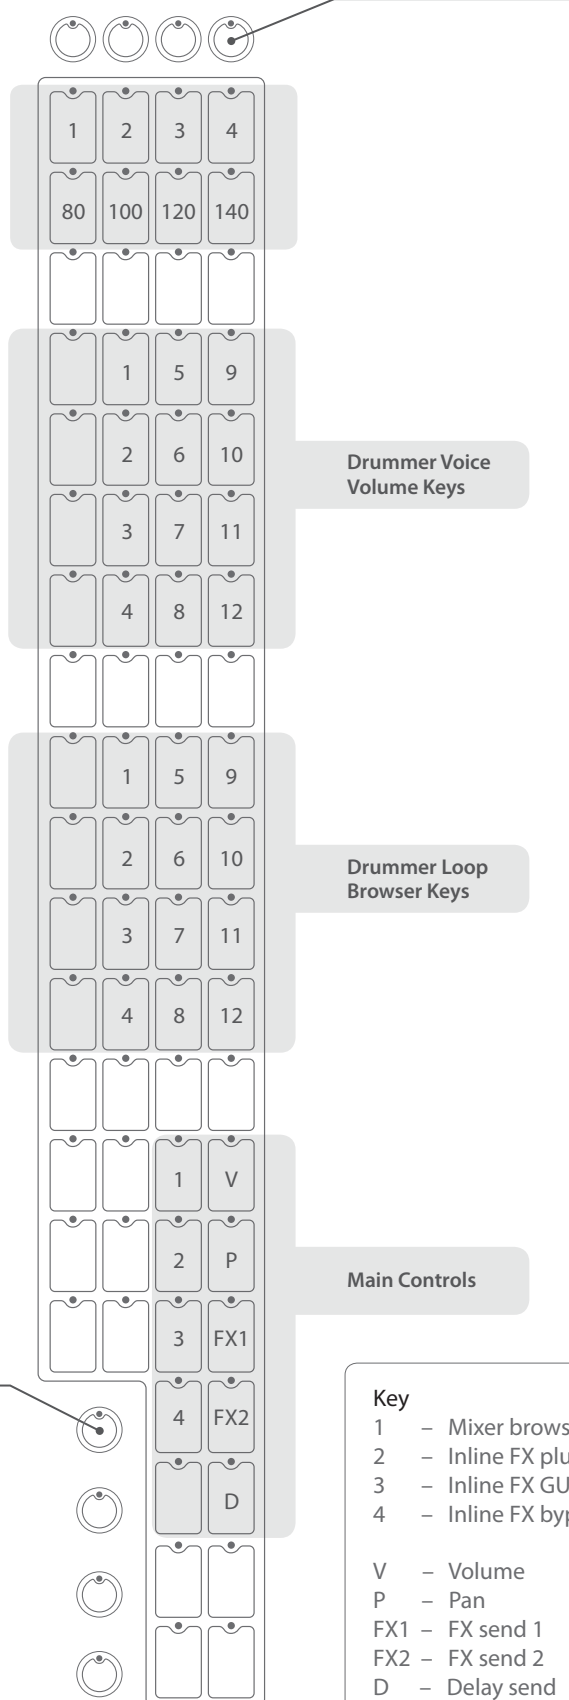 1 2 3 4
80 100 120 140
1 5 9
2 6 10
Drummer Voice
Volume Keys
3 7 11
4 8 12
1 5 9
2 6 10
Drummer Loop
Browser Keys
3 7 11
4 8 12
1 V
2 P
Main Controls
3 FX1
4 FX2
D
Key
1 – Mixer
2 – Inline FX
3 – Inline FX
4 – Inline FX
V – Volume
P – Pan
FX1 – FX send 1
FX2 – FX send 2
D – Delay send